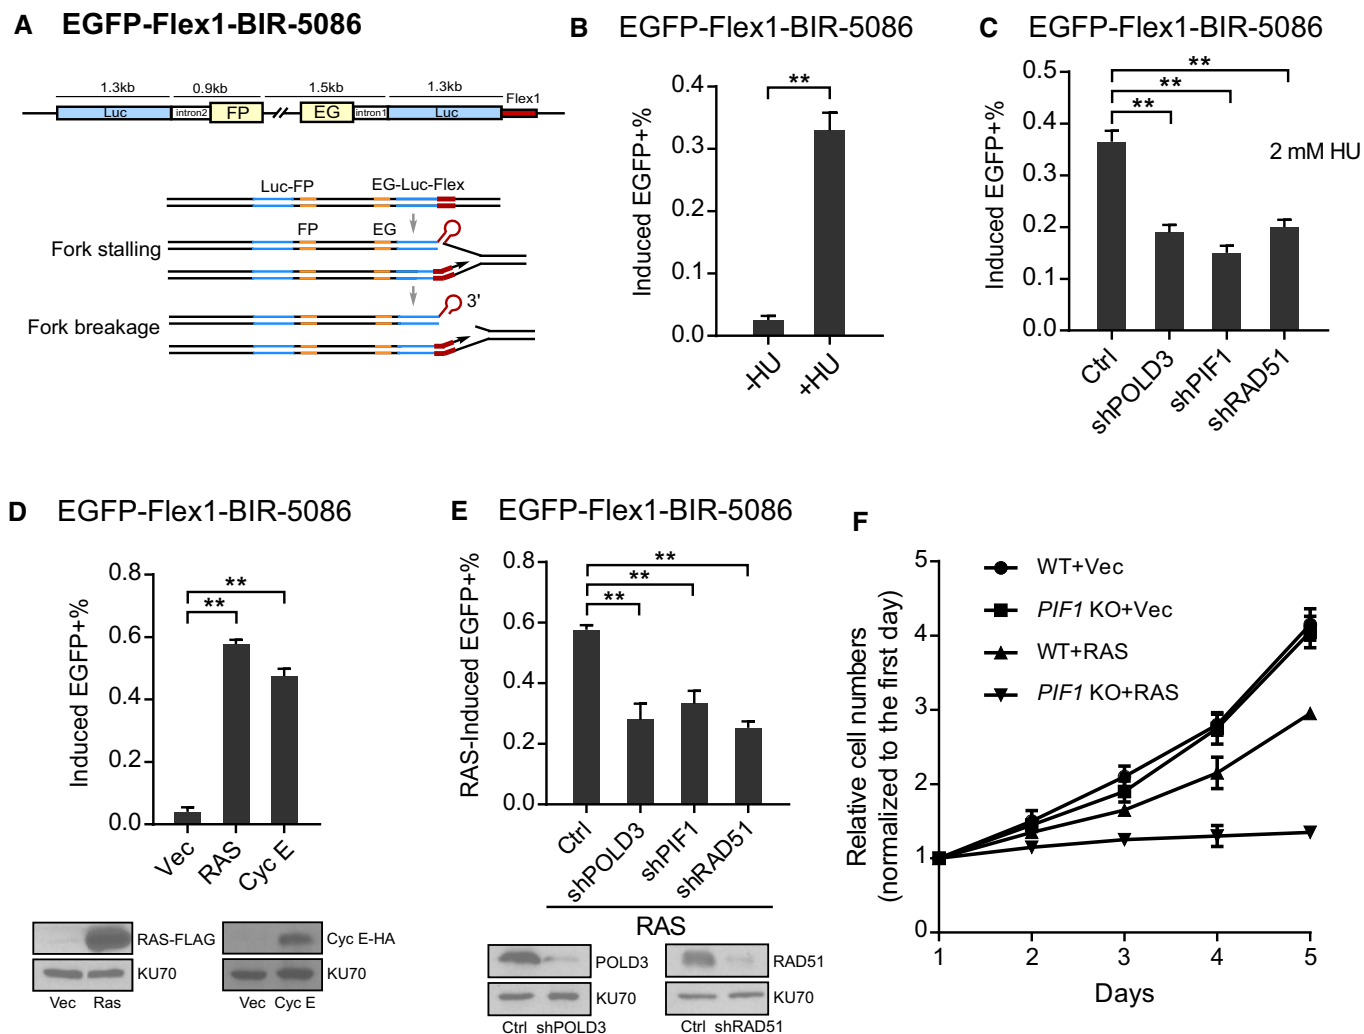 A EGFP-Flex1-BIR-5086
1.3kb 0.9kb 1.5kb 1.3kb Flex1
Luc intron2 FP EG intron1 Luc
Luc-FP EG-Luc-Flex
FP EG
Fork stalling
3'
Fork breakage
B EGFP-Flex1-BIR-5086
Induced EGFP+%
0.4
0.3
0.2
0.1
0.0
**
-HU +HU
C EGFP-Flex1-BIR-5086
Induced EGFP+%
0.5
0.4
0.3
0.2
0.1
0.0
**
**
**
2 mM HU
Ctrl shPOLD3 shPIF1 shRAD51
D EGFP-Flex1-BIR-5086
Induced EGFP+%
0.8
0.6
0.4
0.2
0.0
**
**
Vec RAS Cyc E
RAS-FLAG
KU70
Vec Ras
Cyc E-HA
KU70
Vec Cyc E
E EGFP-Flex1-BIR-5086
RAS-Induced EGFP+%
0.8
0.6
0.4
0.2
0.0
**
**
**
Ctrl shPOLD3 shPIF1 shRAD51
RAS
POLD3
KU70
Ctrl shPOLD3
RAD51
KU70
Ctrl shRAD51
F
Relative cell numbers
(normalized to the first day)
5
4
3
2
1
0
WT+Vec
PIF1 KO+Vec
WT+RAS
PIF1 KO+RAS
1 2 3 4 5
Days